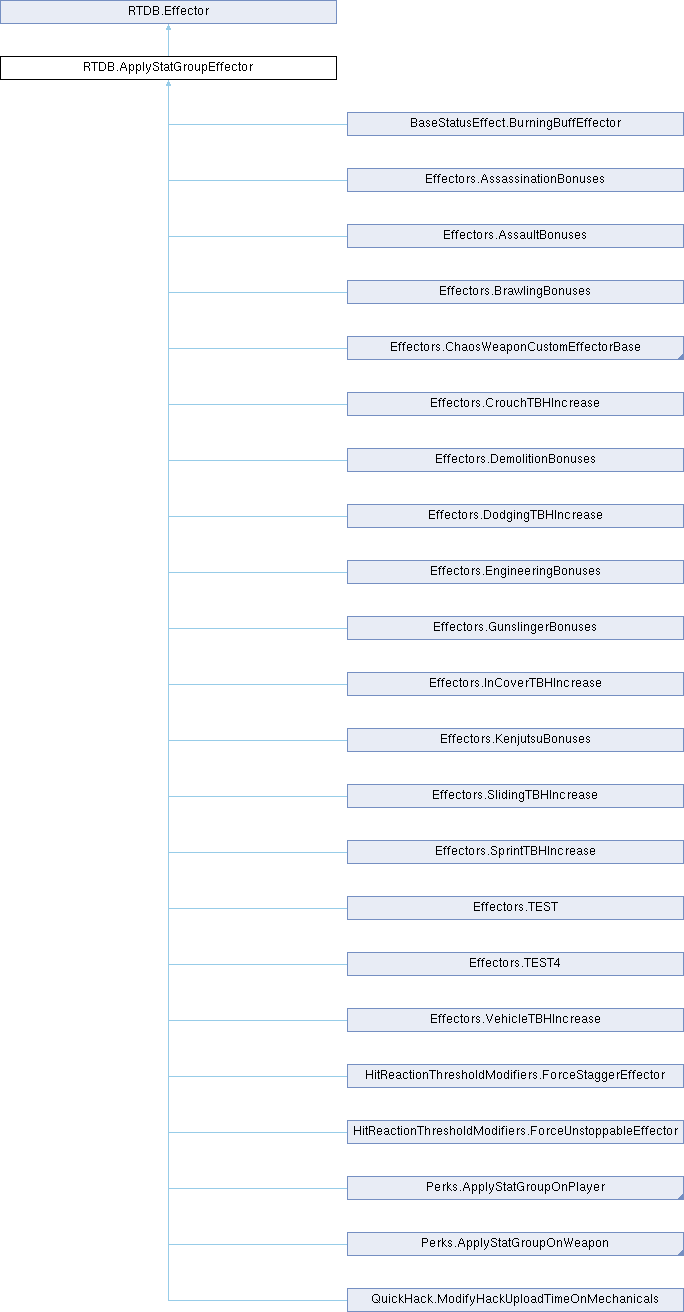 RTDB.Effector
RTDB.ApplyStatGroupEffector
BaseStatusEffect.BurningBuffEffector
Effectors.AssassinationBonuses
Effectors.AssaultBonuses
Effectors.BrawlingBonuses
Effectors.ChaosWeaponCustomEffectorBase
Effectors.CrouchTBHIncrease
Effectors.DemolitionBonuses
Effectors.DodgingTBHIncrease
Effectors.EngineeringBonuses
Effectors.GunslingerBonuses
Effectors.InCoverTBHIncrease
Effectors.KenjutsuBonuses
Effectors.SlidingTBHIncrease
Effectors.SprintTBHIncrease
Effectors.TEST
Effectors.TEST4
Effectors.VehicleTBHIncrease
HitReactionThresholdModifiers.ForceStaggerEffector
HitReactionThresholdModifiers.ForceUnstoppableEffector
Perks.ApplyStatGroupOnPlayer
Perks.ApplyStatGroupOnWeapon
QuickHack.ModifyHackUploadTimeOnMechanicals